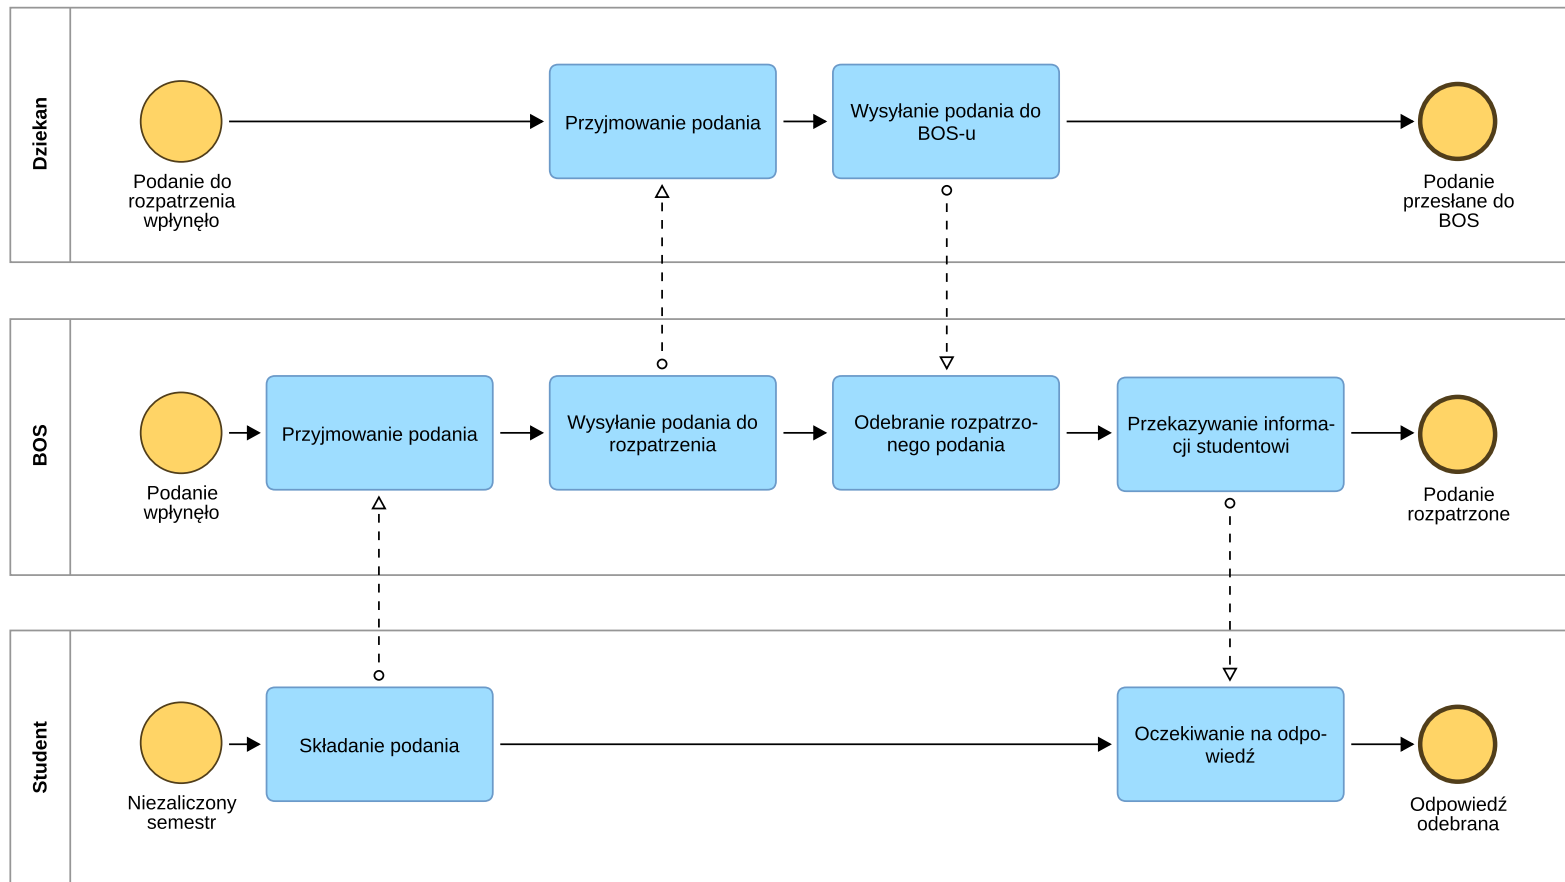 Dziekan
Podanie do
rozpatrzenia
wpłynęło
Przyjmowanie podania
Wysyłanie podania do
BOS-u
Podanie
przesłane do
BOS
BOS
Podanie
wpłynęło
Przyjmowanie podania
Wysyłanie podania do
rozpatrzenia
Odebranie rozpatrzo-
nego podania
Przekazywanie informa-
cji studentowi
Podanie
rozpatrzone
Student
Niezaliczony
semestr
Składanie podania
Oczekiwanie na odpo-
wiedź
Odpowiedź
odebrana